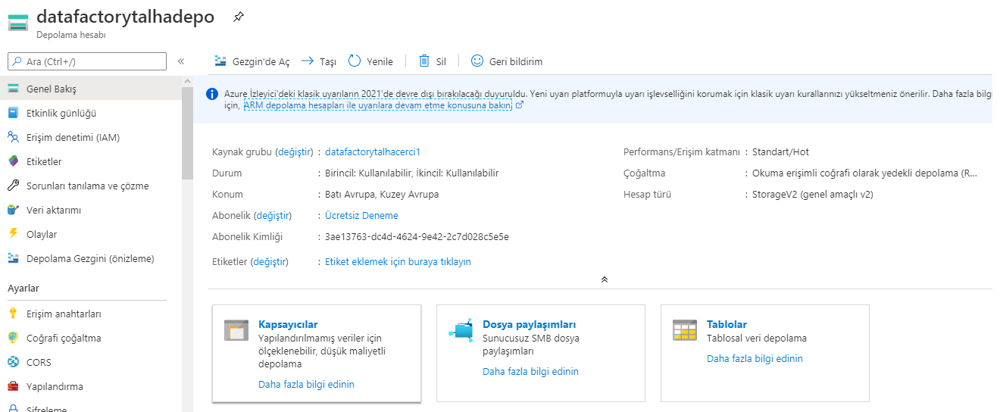 datafactorytalhadepo
Depolama hesabı
Ara (Ctrl+/)
«
Gezgin'de Aç
Taşı
Yenile
Sil
Geri bildirim
Genel Bakış
Etkinlik günlüğü
Erişim denetimi (IAM)
Etiketler
Sorunları tanılama ve çözme
Veri aktarımı
Olaylar
Depolama Gezgini (önizleme)
Ayarlar
Erişim anahtarları
Coğrafi çoğaltma
CORS
Yapılandırma
Şifreleme
Azure İzleyici'deki klasik uyarıların 2021'de devre dışı bırakılacağı duyuruldu. Yeni uyarı platformuyla uyarı işlevselliğini korumak için klasik uyarı kurallarınızı yükseltmeniz önerilir. Daha fazla bilgi
için, ARM depolama hesapları ile uyarılara devam etme konusuna bakın.
Kaynak grubu (değiştir) : datafactorytalhacerci1
Durum : Birincil: Kullanılabilir, İkincil: Kullanılabilir
Konum : Batı Avrupa, Kuzey Avrupa
Abonelik (değiştir) : Ücretsiz Deneme
Abonelik Kimliği : 3ae13763-dc4d-4624-9e42-2c7d028c5e5e
Etiketler (değiştir) : Etiket eklemek için buraya tıklayın
Performans/Erişim katmanı : Standart/Hot
Çoğaltma : Okuma erişimli coğrafi olarak yedekli depolama (R...
Hesap türü : StorageV2 (genel amaçlı v2)
Kapsayıcılar
Yapılandırılmamış veriler için
ölçeklenebilir, düşük maliyetli
depolama
Daha fazla bilgi edinin
Dosya paylaşımları
Sunucusuz SMB dosya
paylaşımları
Daha fazla bilgi edinin
Tablolar
Tablosal veri depolama
Daha fazla bilgi edinin